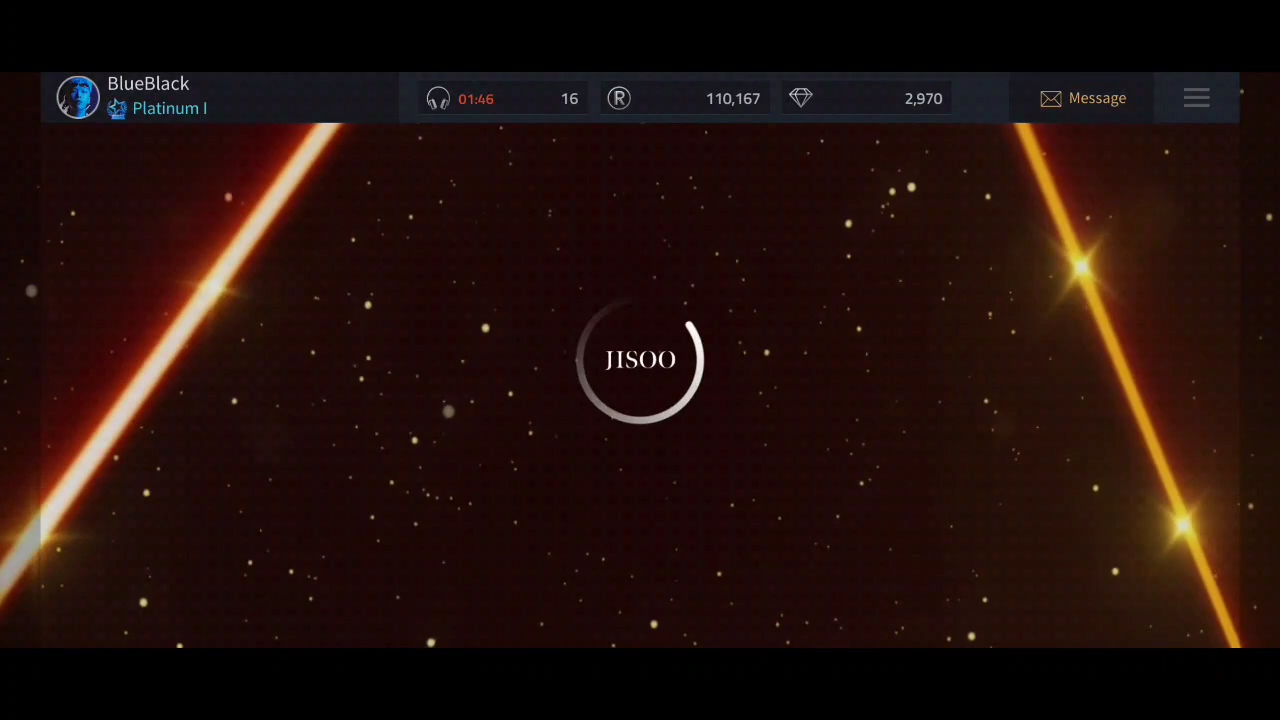 BlueBlack
Platinum I
01:46
16
R
110,167
2,970
Message
JISOO